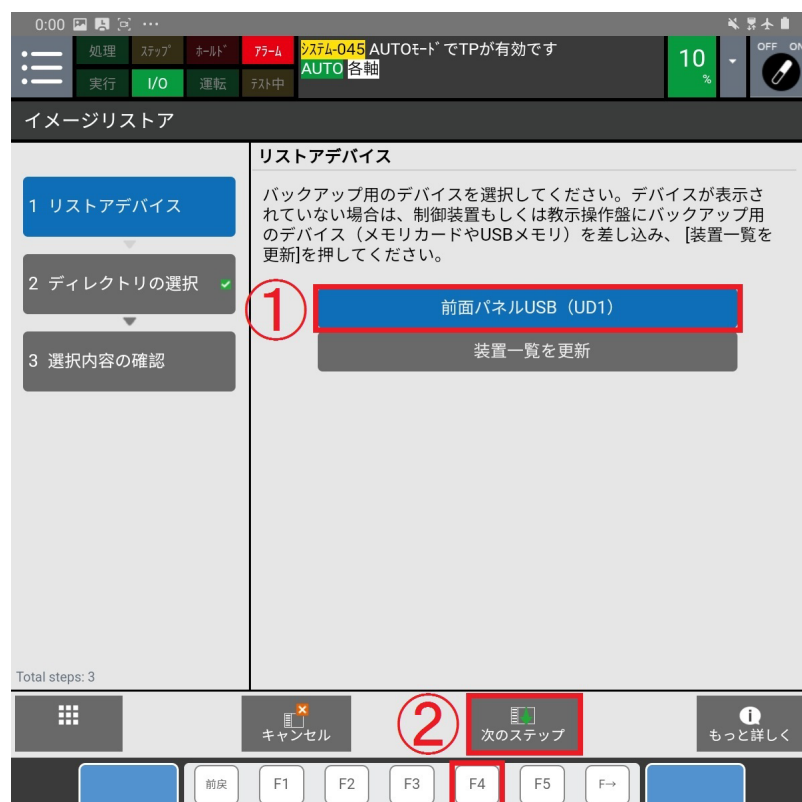 0:00 ...
処理 ステップ ホールド アラーム システム-045 AUTOモードでTPが有効です
実行 I/O 運転 テスト中 AUTO 各軸
10 %
OFF ON
イメージリストア
リストアデバイス
バックアップ用のデバイスを選択してください。デバイスが表示さ
れていない場合は、制御装置もしくは教示操作盤にバックアップ用
のデバイス(メモリカードやUSBメモリ)を差し込み、 [装置一覧を
更新]を押してください。
1 リストアデバイス
2 ディレクトリの選択
3 選択内容の確認
① 前面パネルUSB(UD1)
装置一覧を更新
Total steps: 3
キャンセル
② 次のステップ
もっと詳しく
前戻 F1 F2 F3 F4 F5 F→